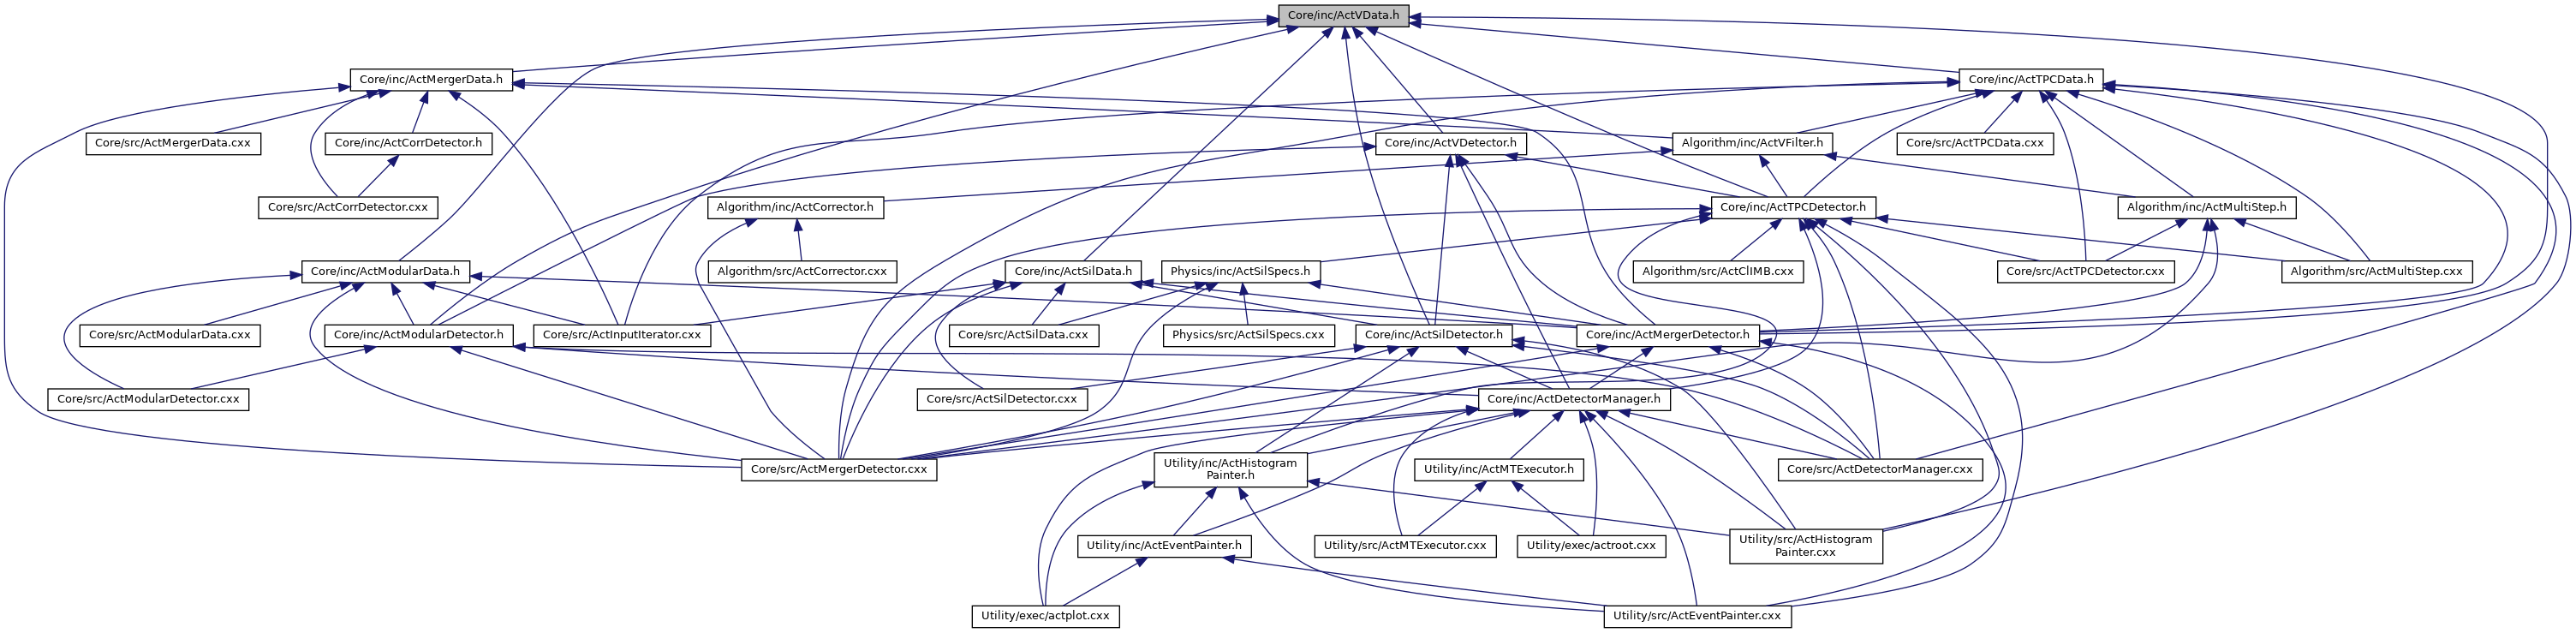 Core/inc/ActVData.h
Core/inc/ActMergerData.h
Core/inc/ActTPCData.h
Core/src/ActMergerData.cxx
Core/inc/ActCorrDetector.h
Core/inc/ActVDetector.h
Algorithm/inc/ActVFilter.h
Core/src/ActTPCData.cxx
Core/src/ActCorrDetector.cxx
Algorithm/inc/ActCorrector.h
Core/inc/ActTPCDetector.h
Algorithm/inc/ActMultiStep.h
Core/inc/ActModularData.h
Algorithm/src/ActCorrector.cxx
Core/inc/ActSilData.h
Physics/inc/ActSilSpecs.h
Algorithm/src/ActClIMB.cxx
Core/src/ActTPCDetector.cxx
Algorithm/src/ActMultiStep.cxx
Core/src/ActModularData.cxx
Core/inc/ActModularDetector.h
Core/src/ActInputIterator.cxx
Core/src/ActSilData.cxx
Physics/src/ActSilSpecs.cxx
Core/inc/ActSilDetector.h
Core/inc/ActMergerDetector.h
Core/src/ActModularDetector.cxx
Core/src/ActSilDetector.cxx
Core/inc/ActDetectorManager.h
Core/src/ActMergerDetector.cxx
Utility/inc/ActHistogram
Painter.h
Utility/inc/ActMTExecutor.h
Core/src/ActDetectorManager.cxx
Utility/inc/ActEventPainter.h
Utility/src/ActMTExecutor.cxx
Utility/exec/actroot.cxx
Utility/src/ActHistogram
Painter.cxx
Utility/exec/actplot.cxx
Utility/src/ActEventPainter.cxx